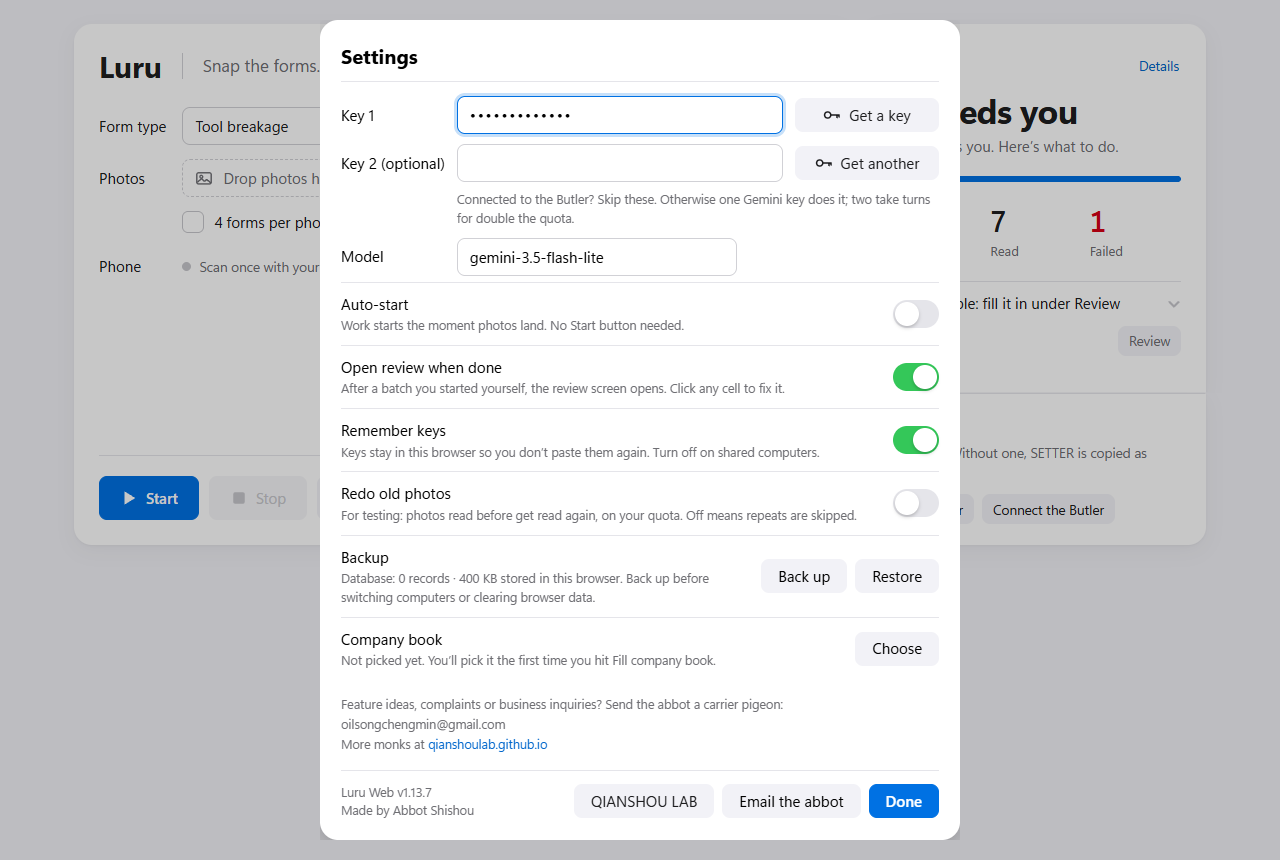 Settings
Key 1
•••••••••••••
Get a key
Key 2 (optional)
Get another
Connected to the Butler? Skip these. Otherwise one Gemini key does it; two take turns
for double the quota.
Model
gemini-3.5-flash-lite
Auto-start
Work starts the moment photos land. No Start button needed.
Open review when done
After a batch you started yourself, the review screen opens. Click any cell to fix it.
Remember keys
Keys stay in this browser so you don't paste them again. Turn off on shared computers.
Redo old photos
For testing: photos read before get read again, on your quota. Off means repeats are skipped.
Backup
Database: 0 records · 400 KB stored in this browser. Back up before
switching computers or clearing browser data.
Back up
Restore
Company book
Not picked yet. You'll pick it the first time you hit Fill company book.
Choose
Feature ideas, complaints or business inquiries? Send the abbot a carrier pigeon:
oilsongchengmin@gmail.com
More monks at qianshoulab.github.io
Luru Web v1.13.7
Made by Abbot Shishou
QIANSHOU LAB
Email the abbot
Done
Luru
Snap the forms.
Form type
Tool breakage
Photos
Drop photos h
4 forms per pho
Phone
Scan once with your
Start
Stop
Details
eds you
s you. Here's what to do.
7
Read
1
Failed
ble: fill it in under Review
Review
Without one, SETTER is copied as
r
Connect the Butler